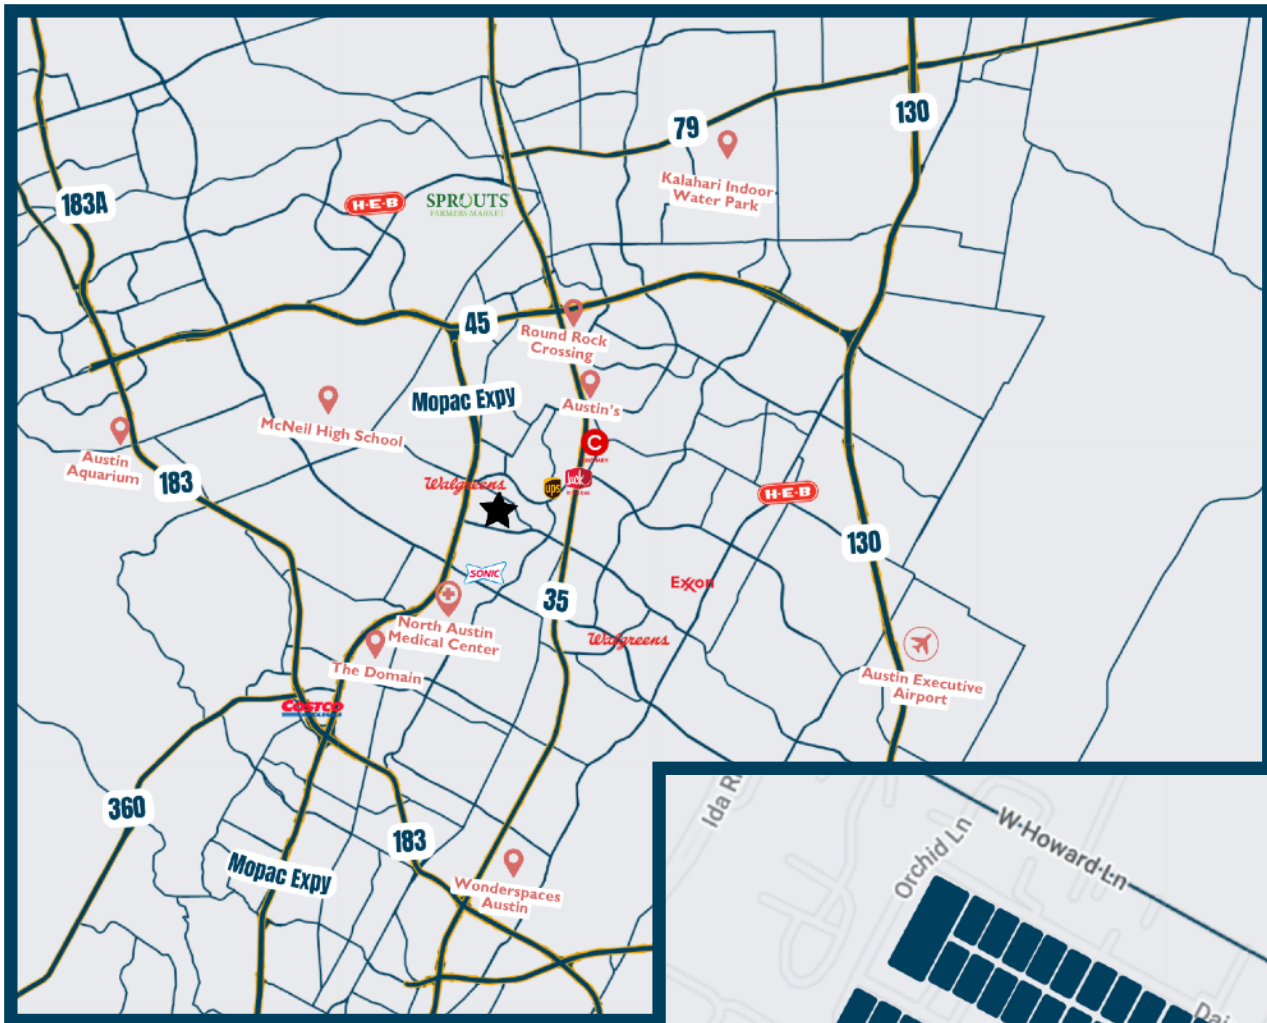 79
130
Kalahari Indoor
Water Park
183A
H-E-B
SPROUTS
FARMERS MARKET
45
Round Rock
Crossing
Mopac Expy
Austin's
McNeil High School
Austin
Aquarium
183
C
Walgreens
ups
Jack
H-E-B
130
SONIC
Exxon
35
North Austin
Medical Center
Walgreens
The Domain
Austin Executive
Airport
COSTCO
360
183
Mopac Expy
Wonderspaces
Austin
Orchid Ln
W Howard Ln